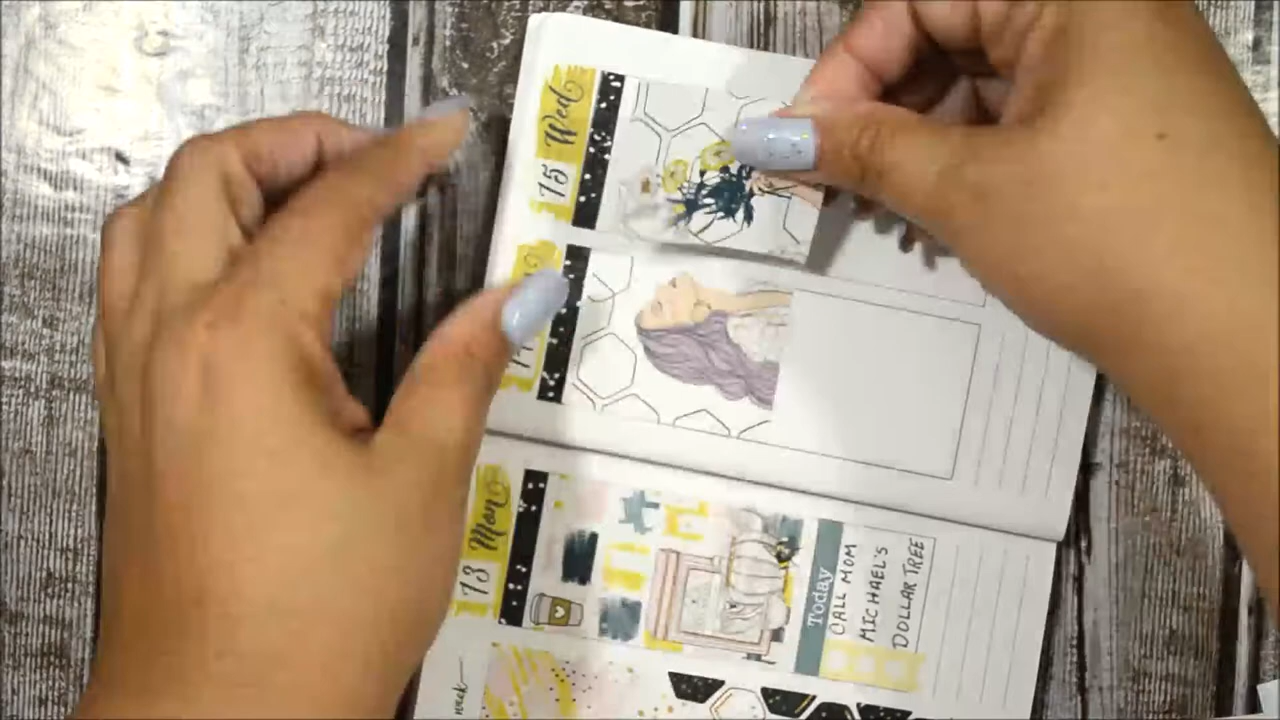 15 Wed
13 Mon
Today
CALL MOM
MICHAEL'S
DOLLAR TREE
week